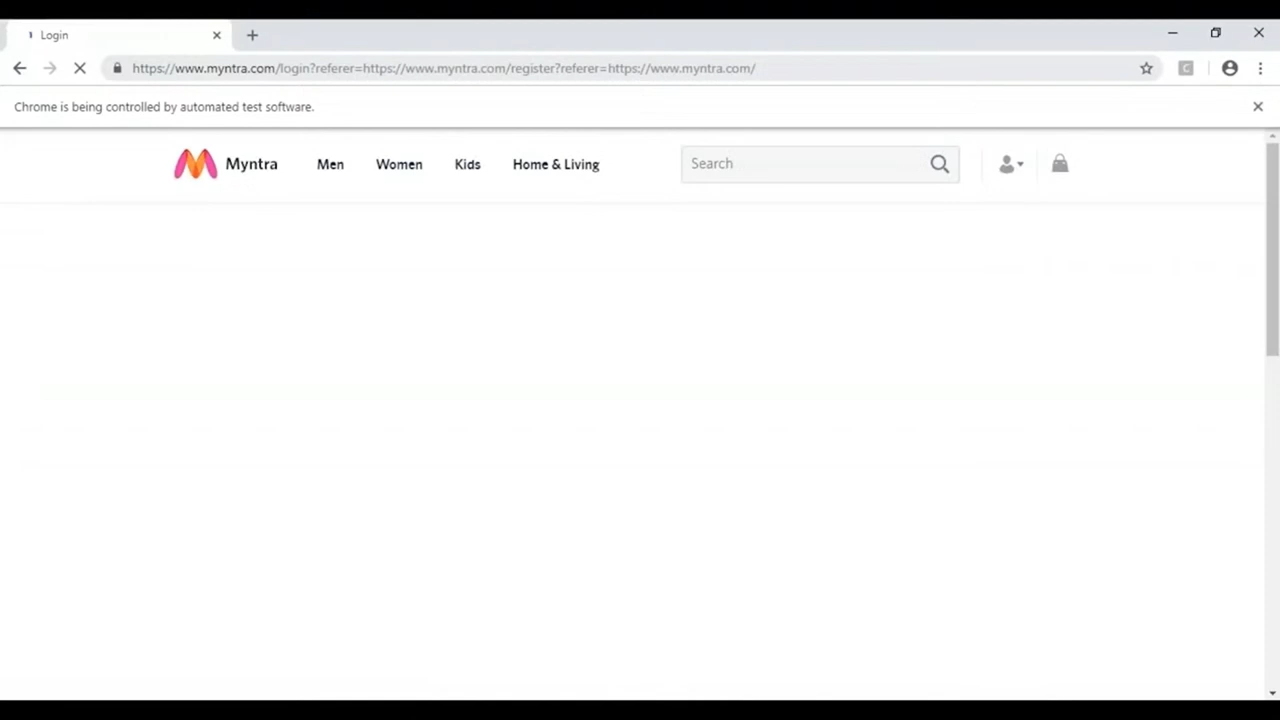 Login
https://www.myntra.com/login?referer=https://www.myntra.com/register?referer=https://www.myntra.com/
Chrome is being controlled by automated test software.
Myntra Men Women Kids Home & Living Search